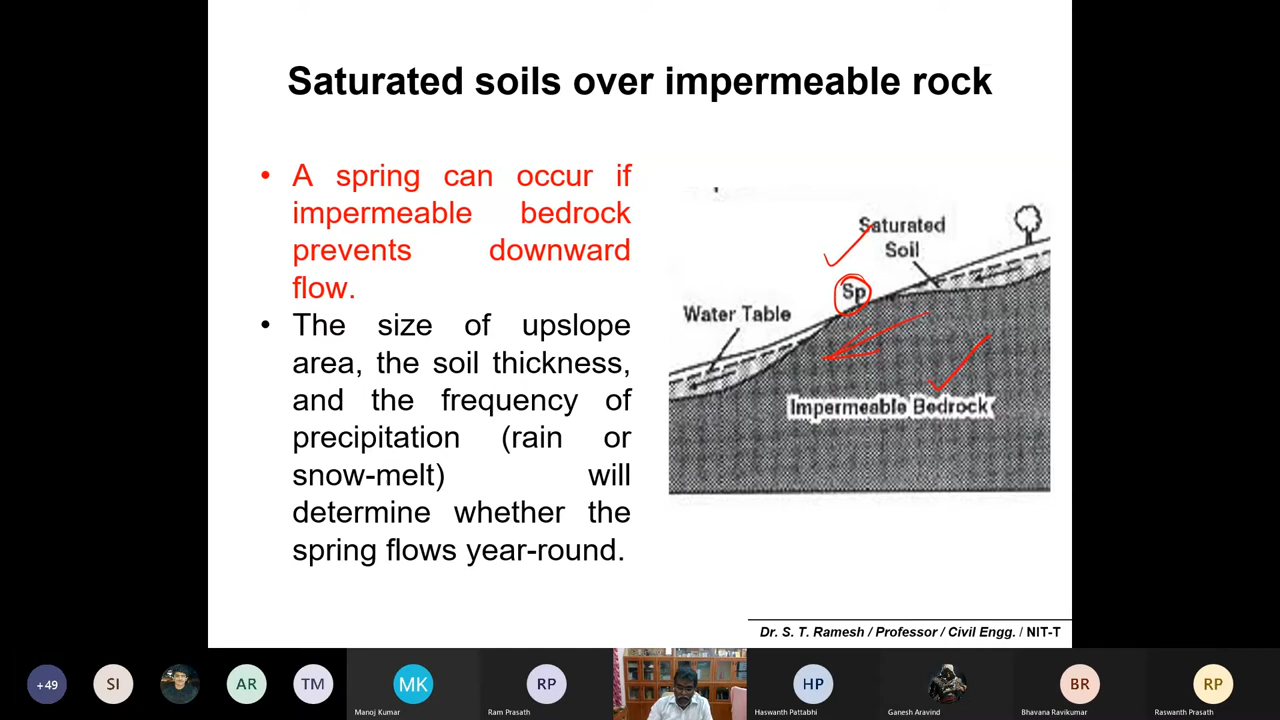 Saturated soils over impermeable rock
• A spring can occur if
impermeable bedrock
prevents downward
flow.
• The size of upslope
area, the soil thickness,
and the frequency of
precipitation (rain or
snow-melt) will
determine whether the
spring flows year-round.
Saturated
Soil
Sp
Water Table
Impermeable Bedrock
Dr. S. T. Ramesh / Professor / Civil Engg. / NIT-T
+49
SI
AR
TM
MK
Manoj Kumar
RP
Ram Prasath
HP
Haswanth Pattabhi
Ganesh Aravind
BR
Bhavana Ravikumar
RP
Raswanth Prasath